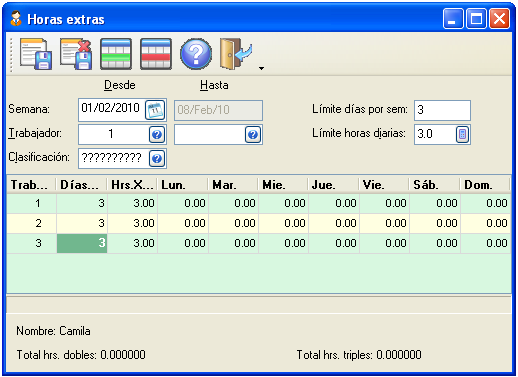 Horas extras
Desde Hasta
Semana: 01/02/2010 08/Feb/10 Límite días por sem: 3
Trabajador: 1 Límite horas diarias: 3.0
Clasificación: ??????????
Trab... Días... Hrs.X... Lun. Mar. Mie. Jue. Vie. Sáb. Dom.
1 3 3.00 0.00 0.00 0.00 0.00 0.00 0.00 0.00
2 3 3.00 0.00 0.00 0.00 0.00 0.00 0.00 0.00
3 3 3.00 0.00 0.00 0.00 0.00 0.00 0.00 0.00
Nombre: Camila
Total hrs. dobles: 0.000000 Total hrs. triples: 0.000000